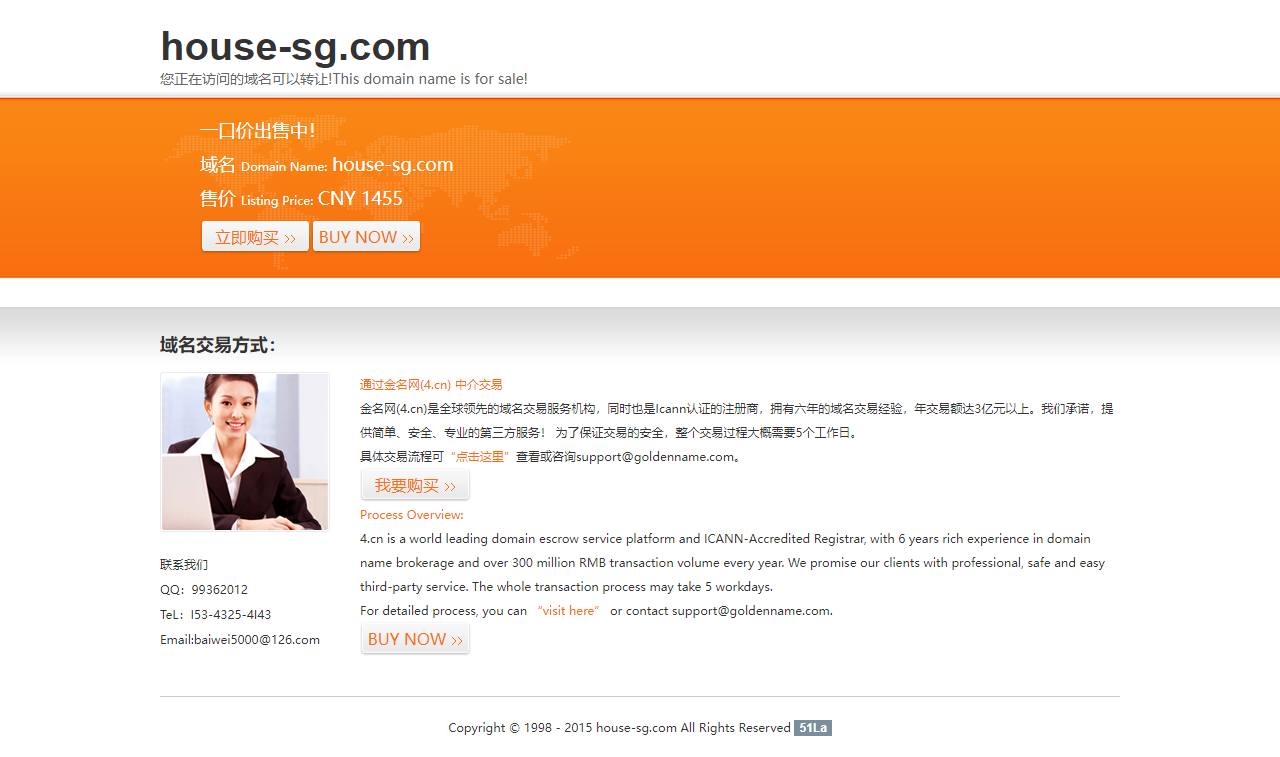 house-sg.com
您正在访问的域名可以转让!This domain name is for sale!
一口价出售中！
域名 Domain Name: house-sg.com
售价 Listing Price: CNY 1455
立即购买 >> BUY NOW >>
域名交易方式：
通过金名网(4.cn) 中介交易
金名网(4.cn)是全球领先的域名交易服务机构，同时也是Icann认证的注册商，拥有六年的域名交易经验，年交易额达3亿元以上。我们承诺，提
供简单、安全、专业的第三方服务！ 为了保证交易的安全，整个交易过程大概需要5个工作日。
具体交易流程可“点击这里”查看或咨询support@goldenname.com。
我要购买 >>
Process Overview:
4.cn is a world leading domain escrow service platform and ICANN-Accredited Registrar, with 6 years rich experience in domain
name brokerage and over 300 million RMB transaction volume every year. We promise our clients with professional, safe and easy
third-party service. The whole transaction process may take 5 workdays.
For detailed process, you can “visit here” or contact support@goldenname.com.
BUY NOW >>
联系我们
QQ：99362012
TeL：I53-4325-4I43
Email:baiwei5000@126.com
Copyright © 1998 - 2015 house-sg.com All Rights Reserved 51La